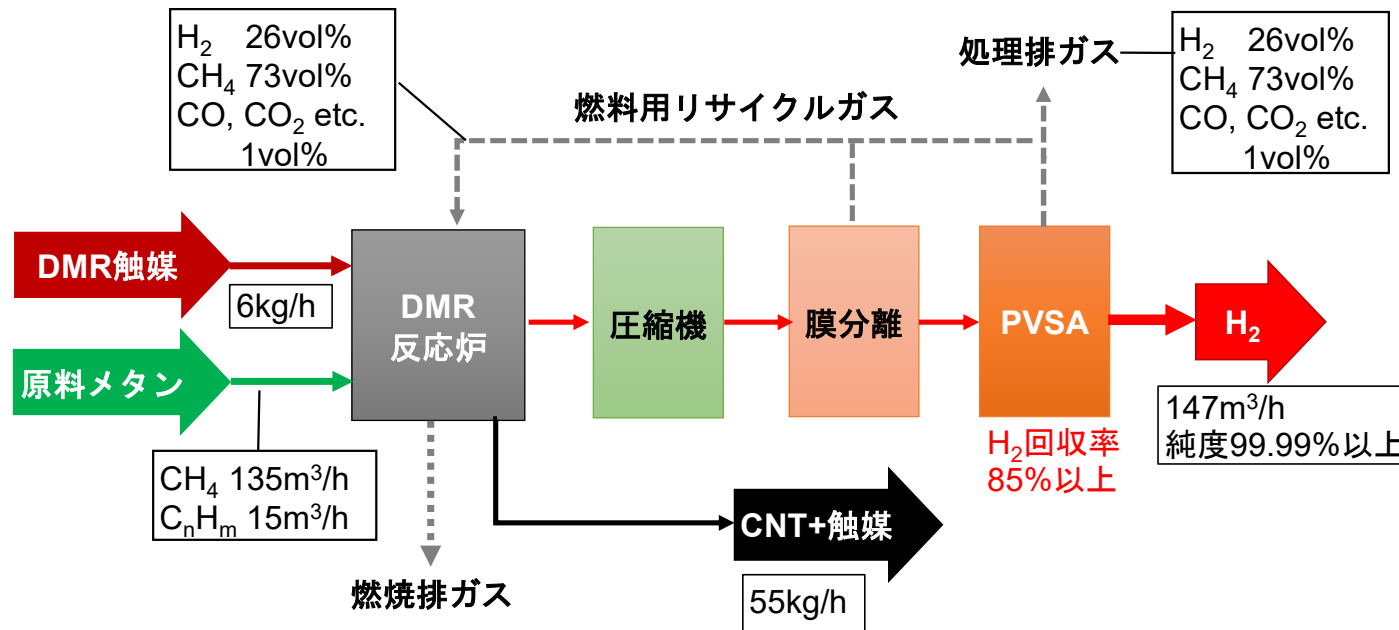 H₂ 26vol%
CH₄ 73vol%
CO, CO₂ etc.
1vol%
処理排ガス
H₂ 26vol%
CH₄ 73vol%
CO, CO₂ etc.
1vol%
燃料用リサイクルガス
DMR触媒
6kg/h
原料メタン
CH₄ 135m³/h
CₙHₘ 15m³/h
DMR
反応炉
圧縮機
膜分離
PVSA
H₂
H₂回収率
85%以上
147m³/h
純度99.99%以上
CNT+触媒
55kg/h
燃焼排ガス